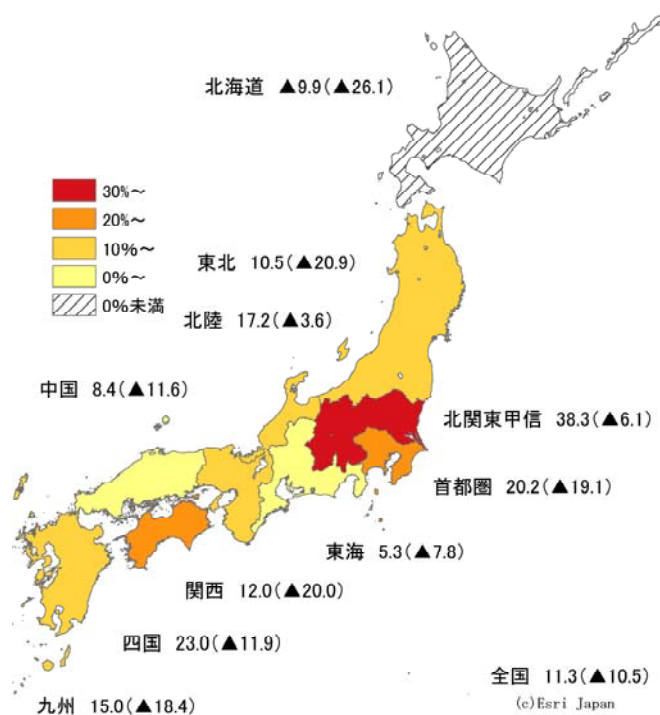 北海道 ▲9.9(▲26.1)
30%～
20%～
10%～
0%～
0%未満
東北 10.5(▲20.9)
北陸 17.2(▲3.6)
中国
8.4(▲11.6)
北関東甲信 38.3(▲6.1)
首都圏 20.2(▲19.1)
東海 5.3(▲7.8)
関西 12.0(▲20.0)
四国 23.0(▲11.9)
全国 11.3(▲10.5)
九州 15.0(▲18.4)
(c)Esri Japan